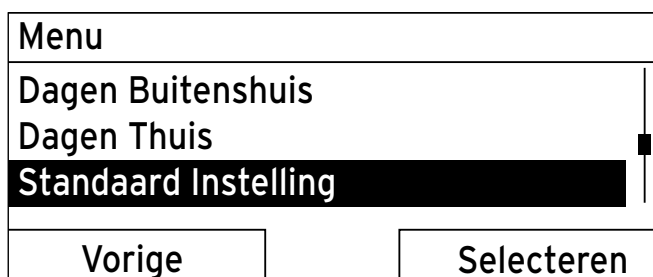 Menu
Dagen Buitenshuis
Dagen Thuis
Standaard Instelling
Vorige Selecteren